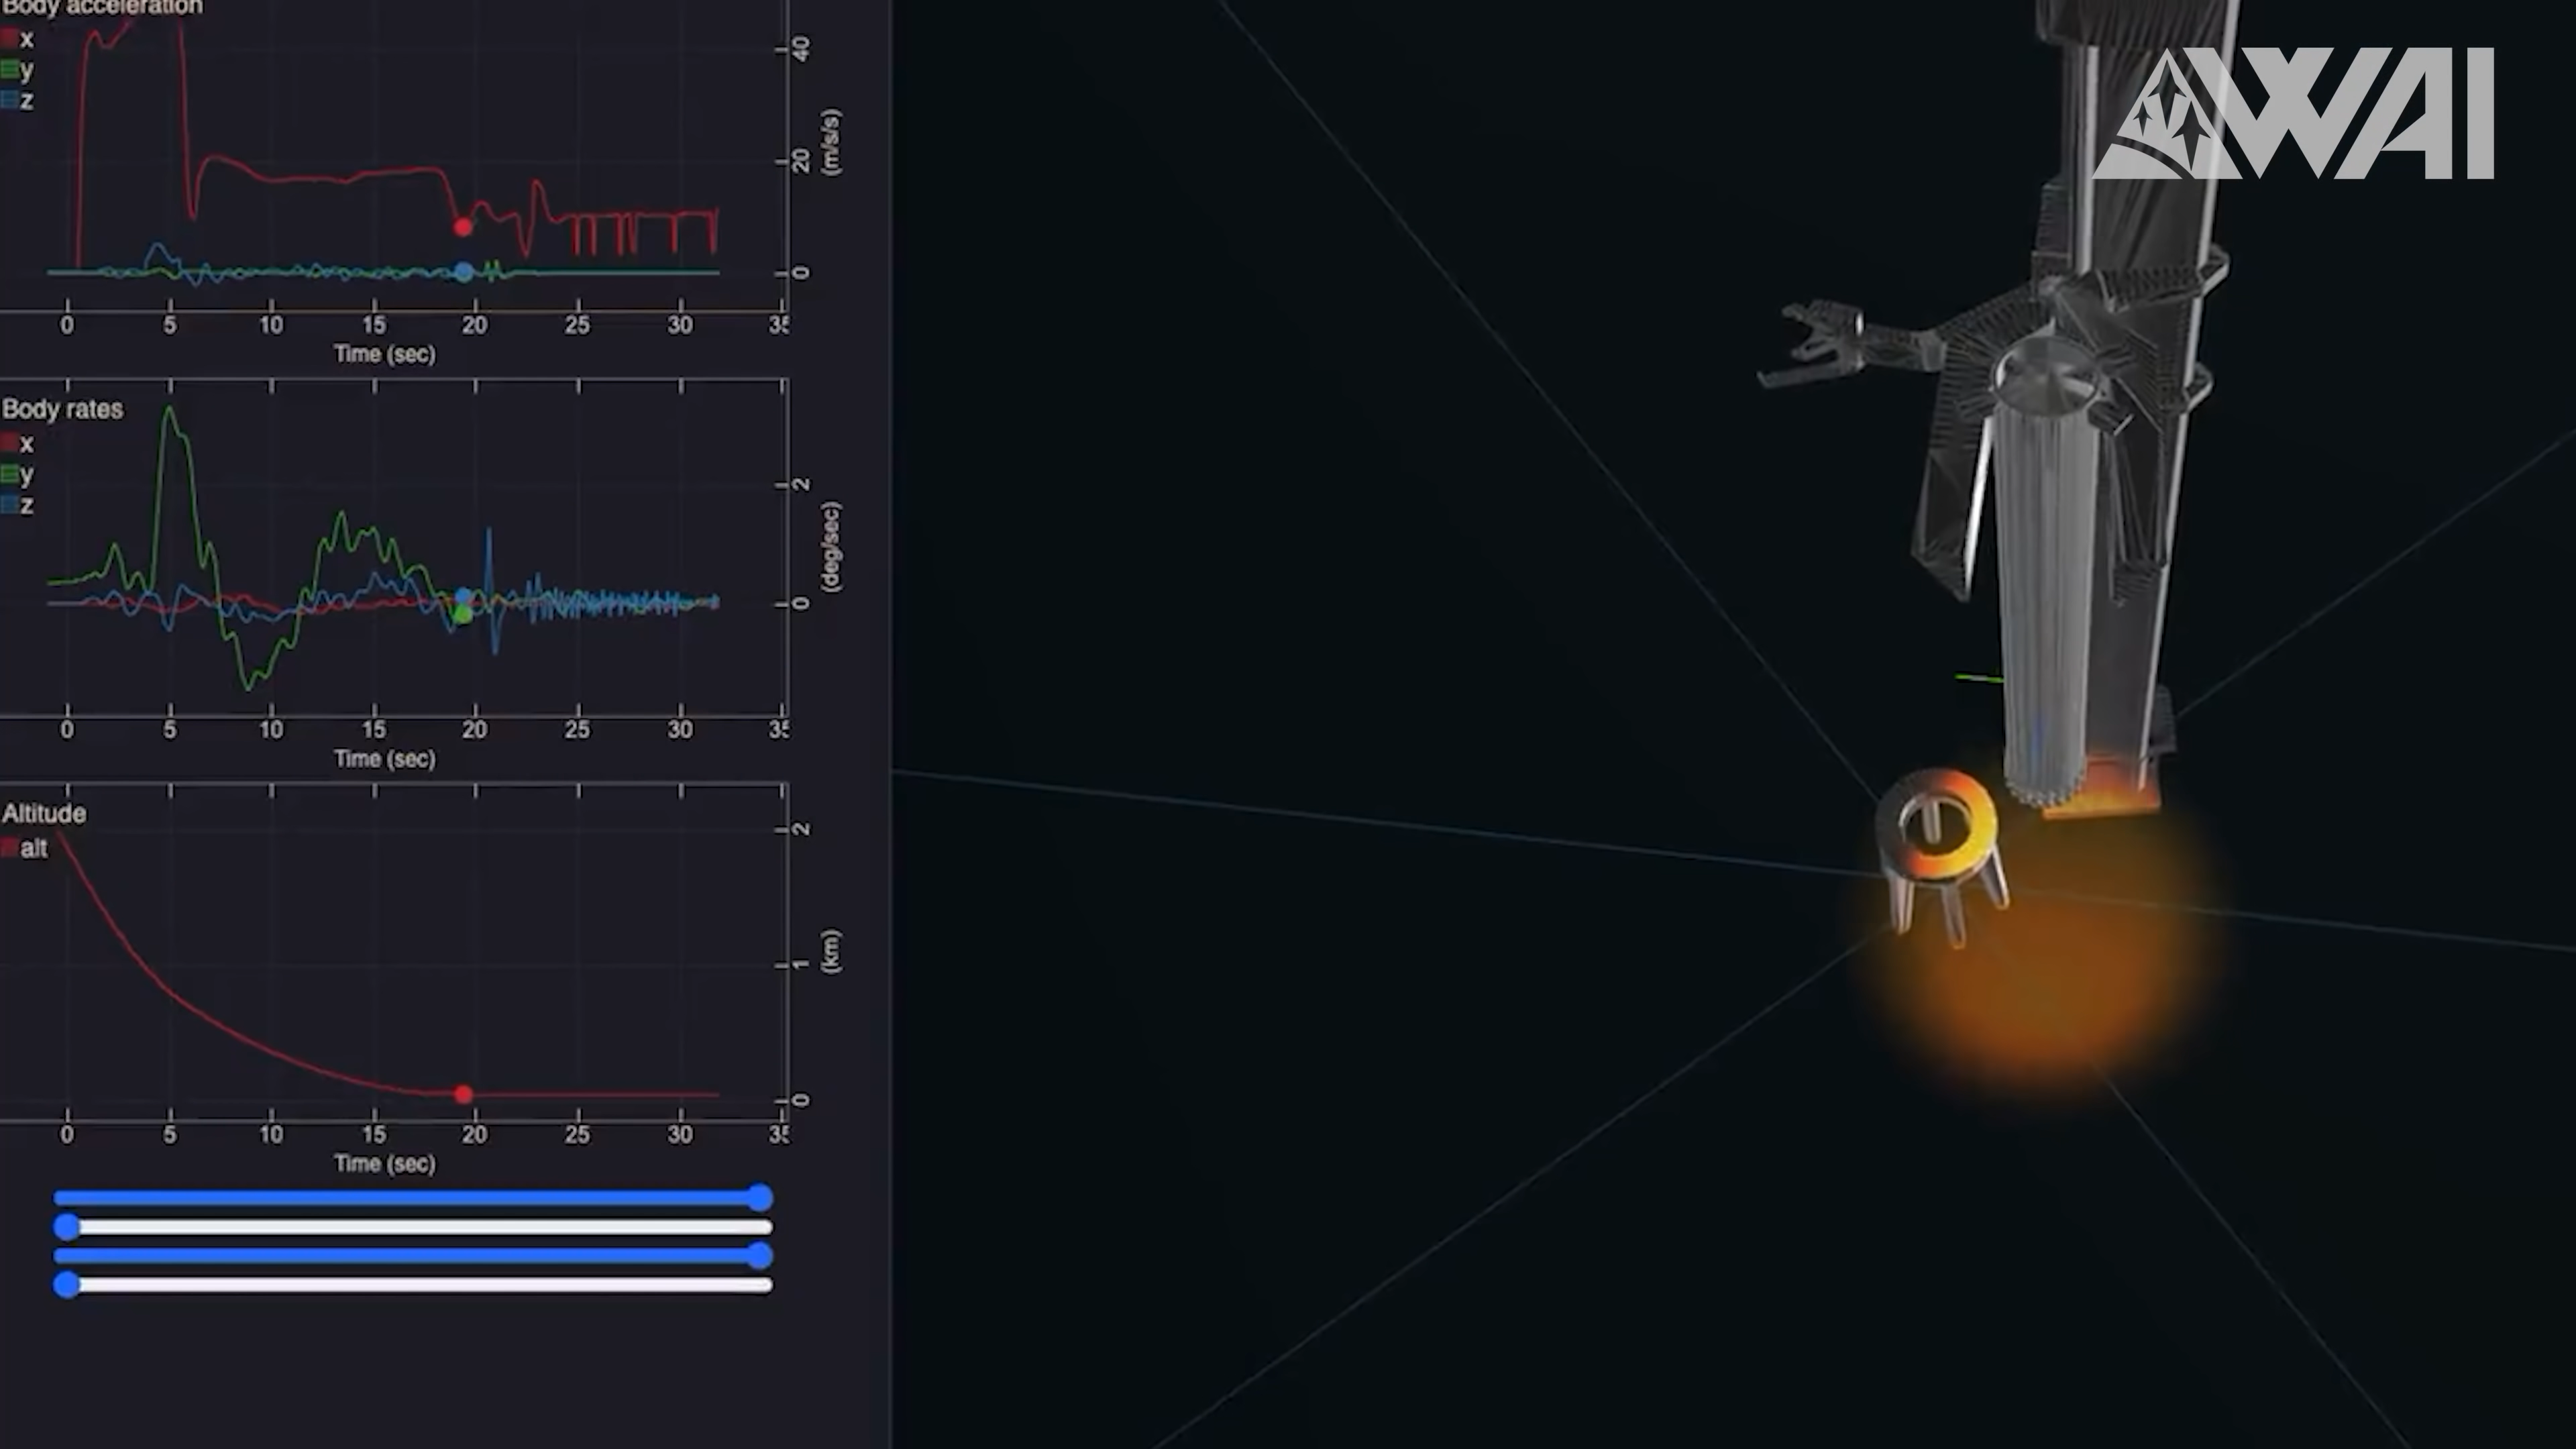 Body acceleration
x
y
z
40
20
0
(m/s/s)
0 5 10 15 20 25 30 35
Time (sec)
Body rates
x
y
z
2
0
(deg/sec)
0 5 10 15 20 25 30 35
Time (sec)
Altitude
alt
2
1
0
(km)
0 5 10 15 20 25 30 35
Time (sec)
WAI